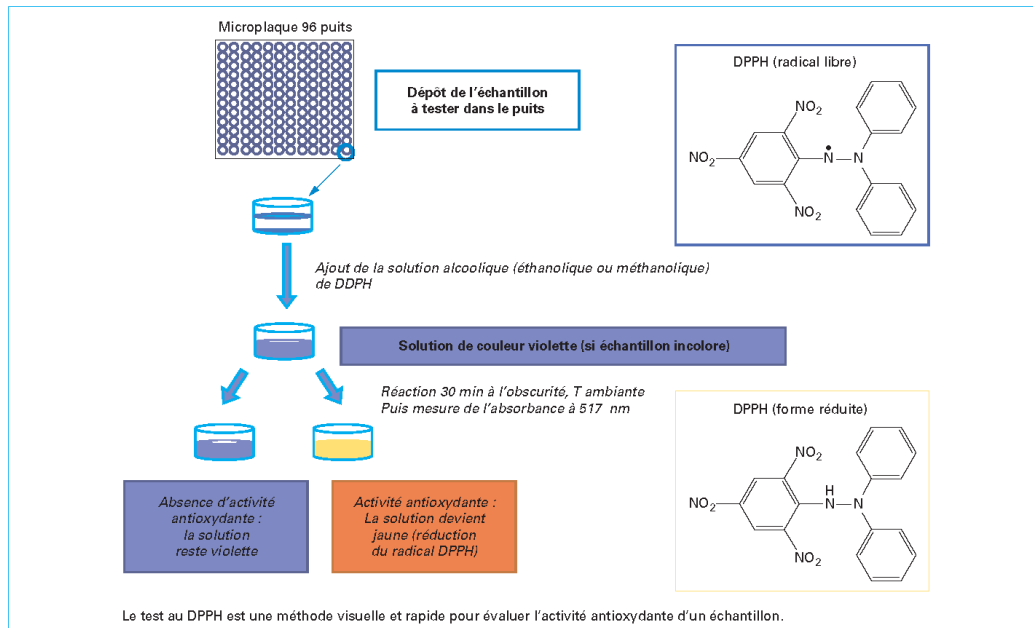 Microplaque 96 puits
Dépôt de l'échantillon
à tester dans le puits
DPPH (radical libre)
NO2
NO2
N
N
NO2
Ajout de la solution alcoolique (éthanolique ou méthanolique)
de DDPH
Solution de couleur violette (si échantillon incolore)
Réaction 30 min à l'obscurité, T ambiante
Puis mesure de l'absorbance à 517 nm
DPPH (forme réduite)
NO2
H
NO2
N
N
NO2
Absence d'activité
antioxydante :
la solution
reste violette
Activité antioxydante :
La solution devient
jaune (réduction
du radical DPPH)
Le test au DPPH est une méthode visuelle et rapide pour évaluer l'activité antioxydante d'un échantillon.